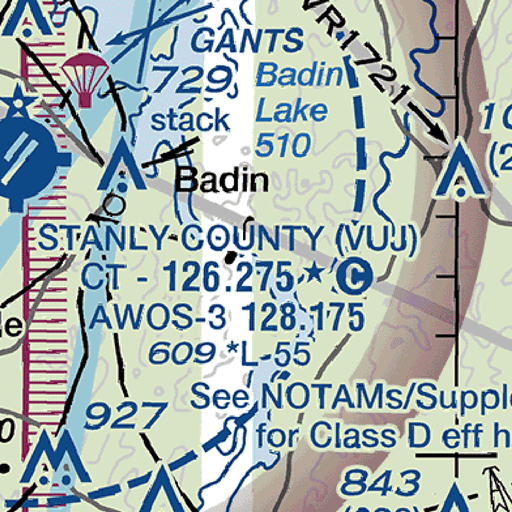 GANTS
VR1721
729
Badin
stack
Lake
510
Badin
STANLY COUNTY (VUJ)
CT - 126.275 * C
AWOS-3 128.175
609 *L-55
See NOTAMs/Supple
927
for Class D eff h
843